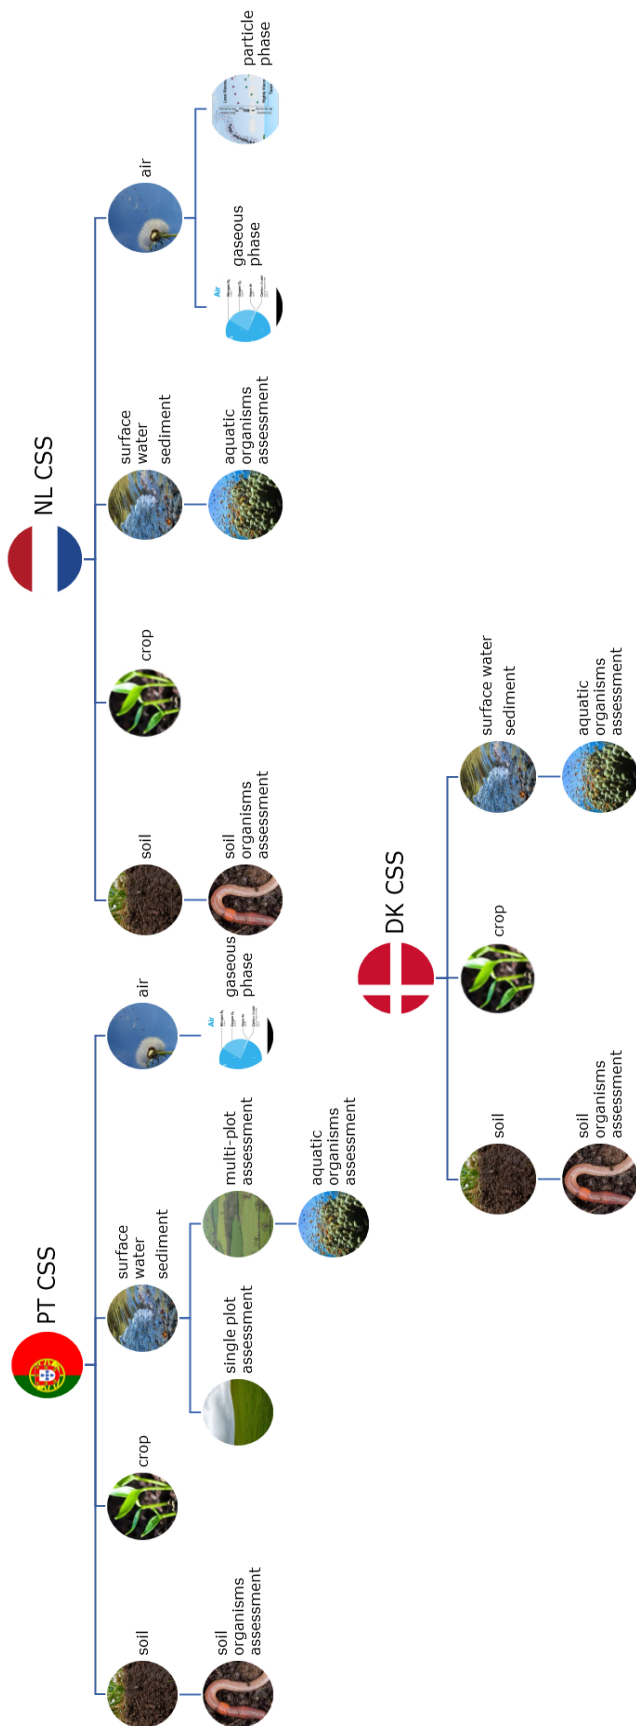 PT CSS
soil
crop
surface
water
sediment
air
soil
organisms
assessment
single plot
assessment
multi-plot
assessment
gaseous
phase
aquatic
organisms
assessment
NL CSS
soil
crop
surface
water
sediment
air
soil
organisms
assessment
aquatic
organisms
assessment
gaseous
phase
particle
phase
Air
Air
DK CSS
soil
crop
surface water
sediment
soil
organisms
assessment
aquatic
organisms
assessment